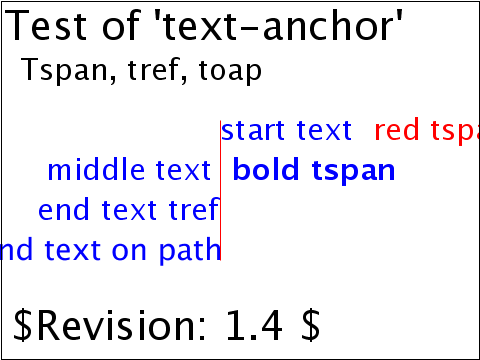 Test of 'text-anchor'
Tspan, tref, toap
start text red tspa
middle text bold tspan
end text tref
nd text on path
$Revision: 1.4 $